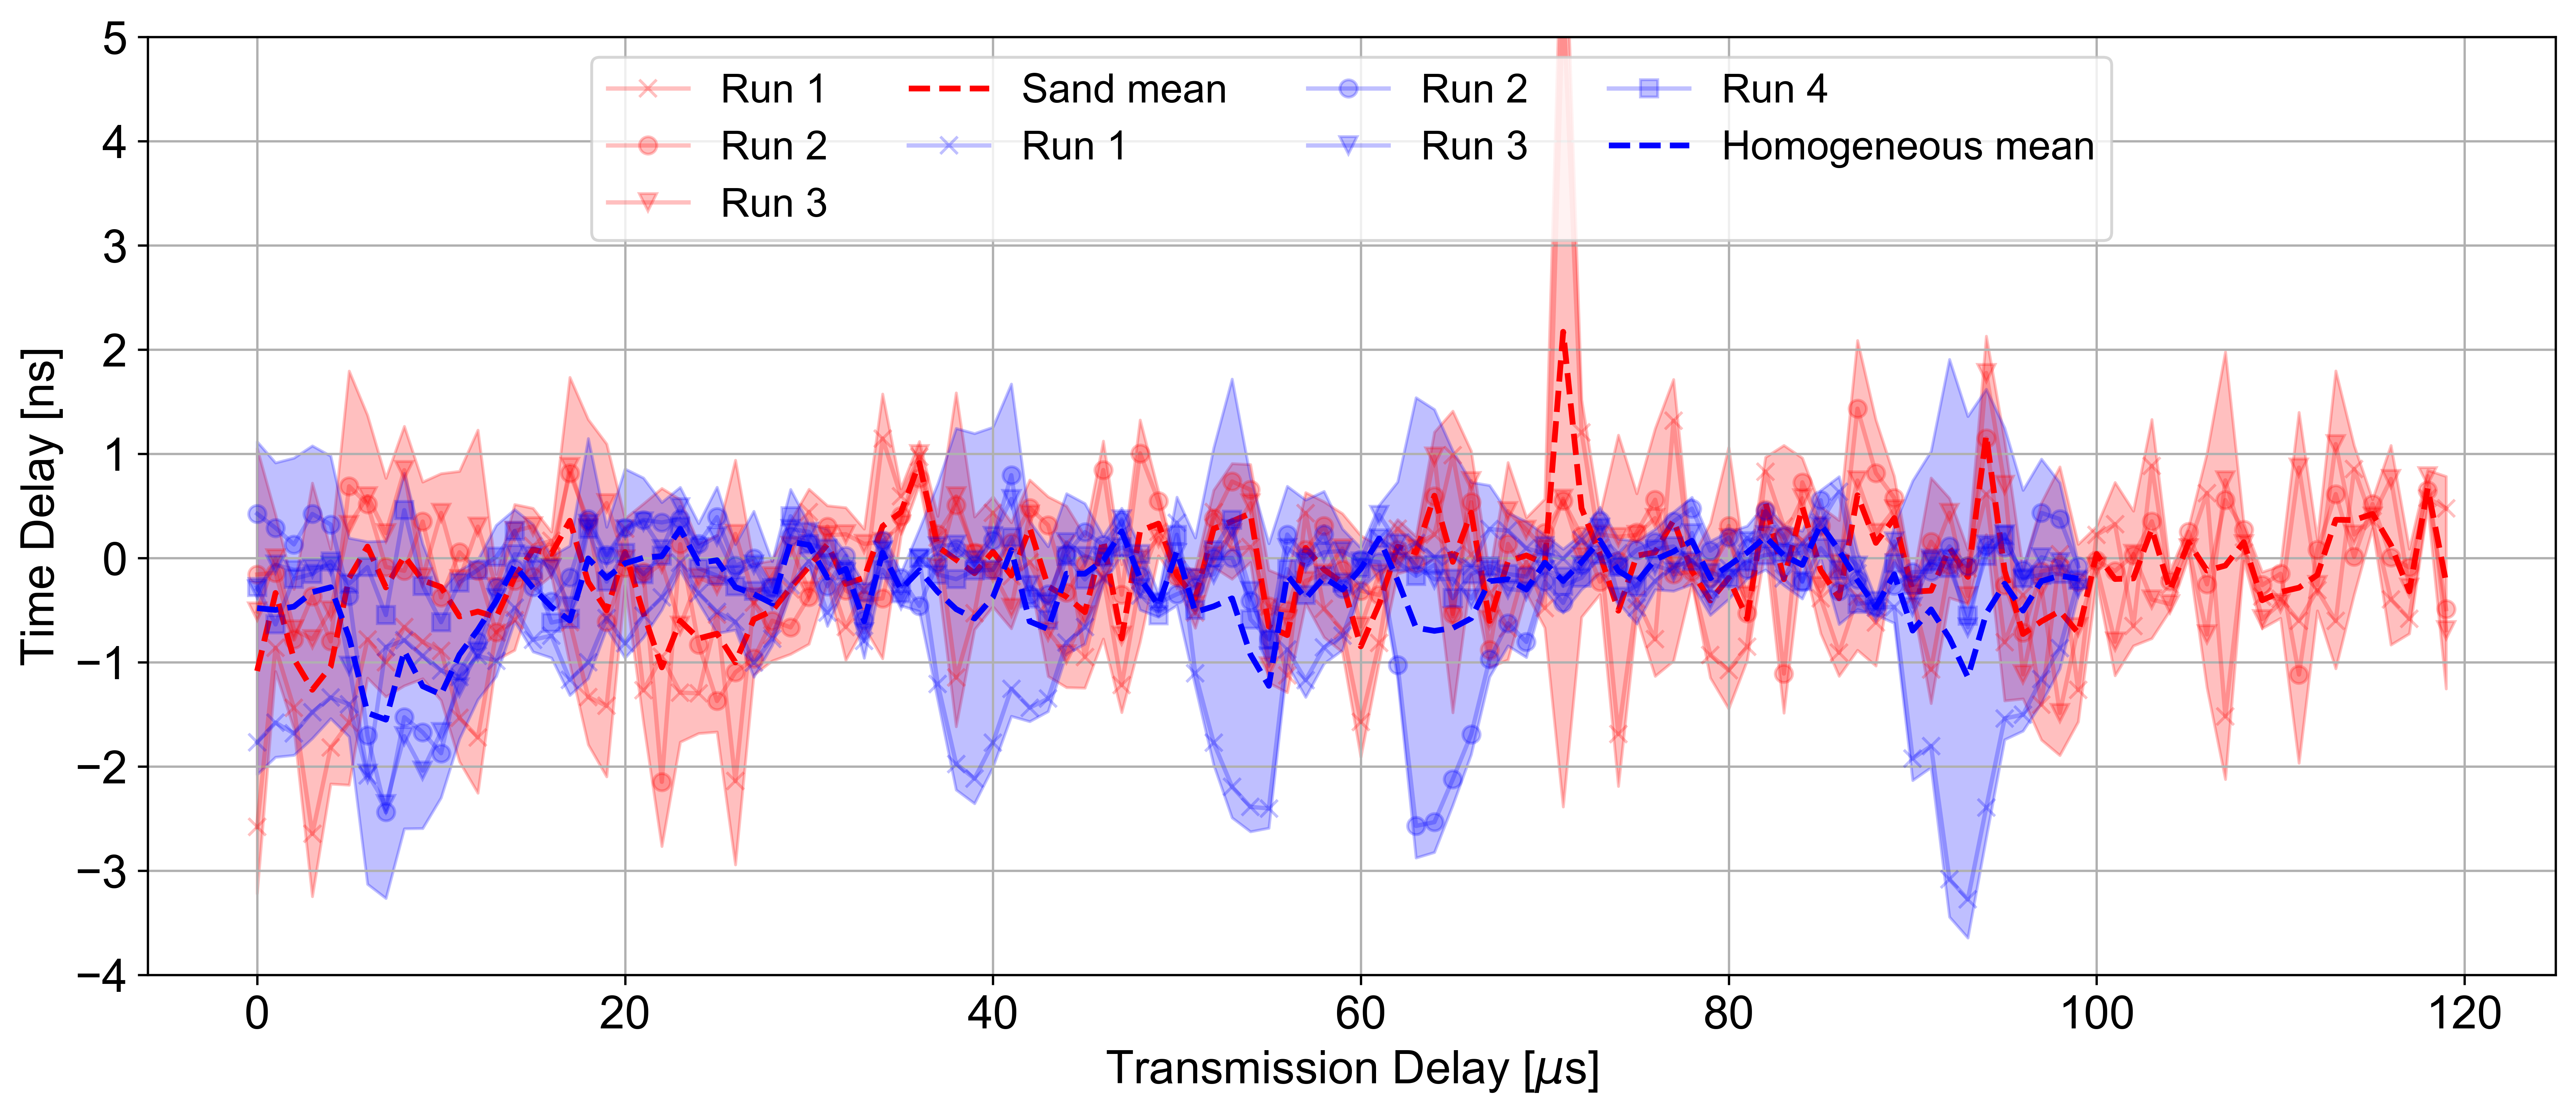 5
4
3
2
1
0
−1
−2
−3
−4
Time Delay [ns]
Run 1
Run 2
Run 3
Sand mean
Run 1
Run 2
Run 3
Run 4
Homogeneous mean
0 20 40 60 80 100 120
Transmission Delay [μs]